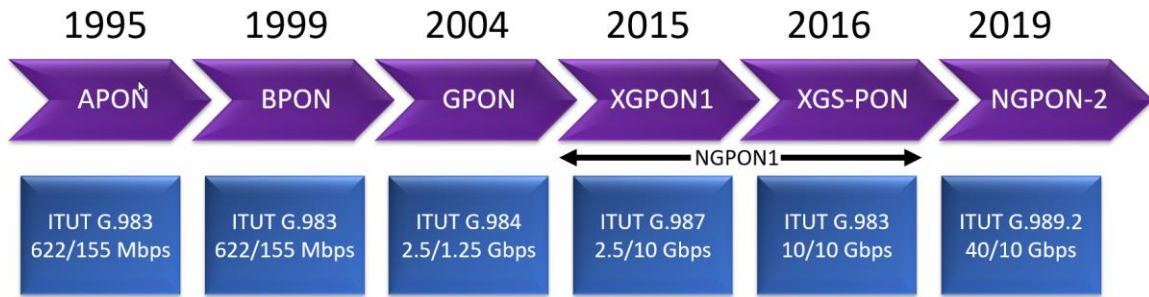 1995 1999 2004 2015 2016 2019
APON BPON GPON XGPON1 XGS-PON NGPON-2
NGPON1
ITUT G.983 ITUT G.983 ITUT G.984 ITUT G.987 ITUT G.983 ITUT G.989.2
622/155 Mbps 622/155 Mbps 2.5/1.25 Gbps 2.5/10 Gbps 10/10 Gbps 40/10 Gbps